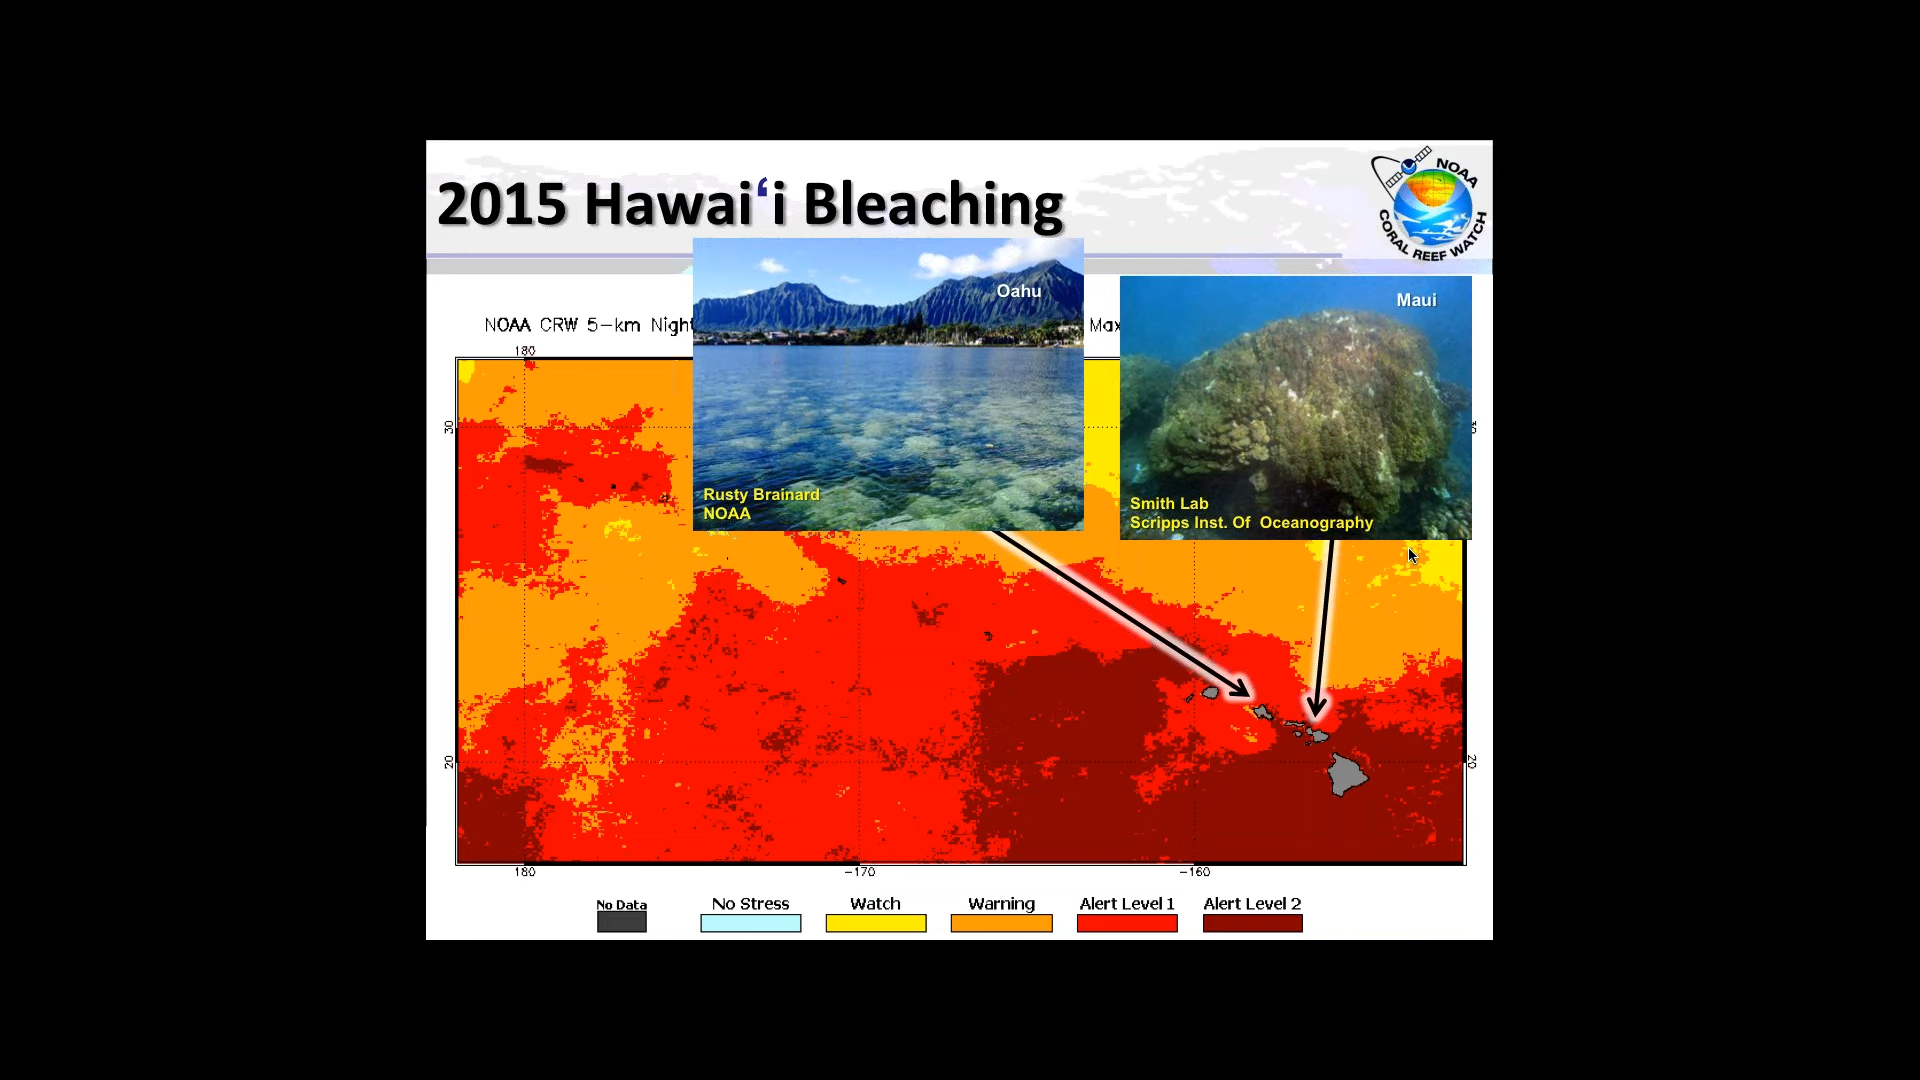 2015 Hawaiʻi Bleaching
NOAA
CORAL REEF WATCH
Oahu
Maui
NOAA CRW 5-km Night
Max
180
30
Rusty Brainard
NOAA
Smith Lab
Scripps Inst. Of Oceanography
20
20
180
-170
-160
No Data
No Stress
Watch
Warning
Alert Level 1
Alert Level 2